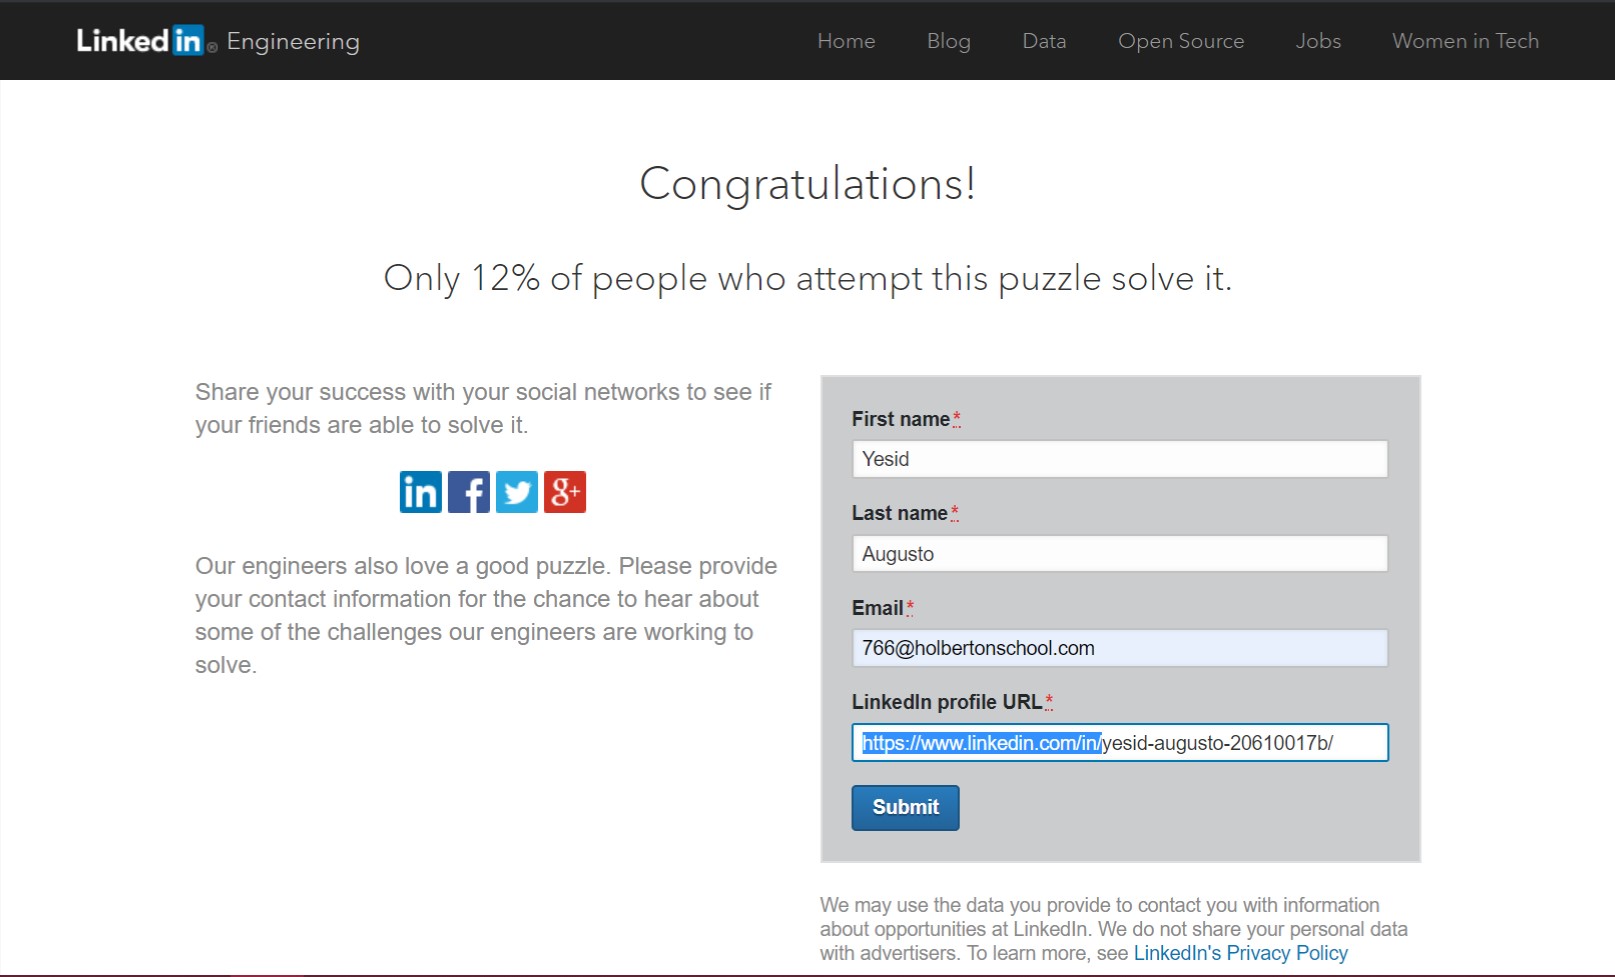 Linked in ® Engineering
Home Blog Data Open Source Jobs Women in Tech
Congratulations!
Only 12% of people who attempt this puzzle solve it.
Share your success with your social networks to see if
your friends are able to solve it.
in f g+
Our engineers also love a good puzzle. Please provide
your contact information for the chance to hear about
some of the challenges our engineers are working to
solve.
First name*
Yesid
Last name*
Augusto
Email*
766@holbertonschool.com
LinkedIn profile URL*
https://www.linkedin.com/in/yesid-augusto-20610017b/
Submit
We may use the data you provide to contact you with information
about opportunities at LinkedIn. We do not share your personal data
with advertisers. To learn more, see LinkedIn's Privacy Policy